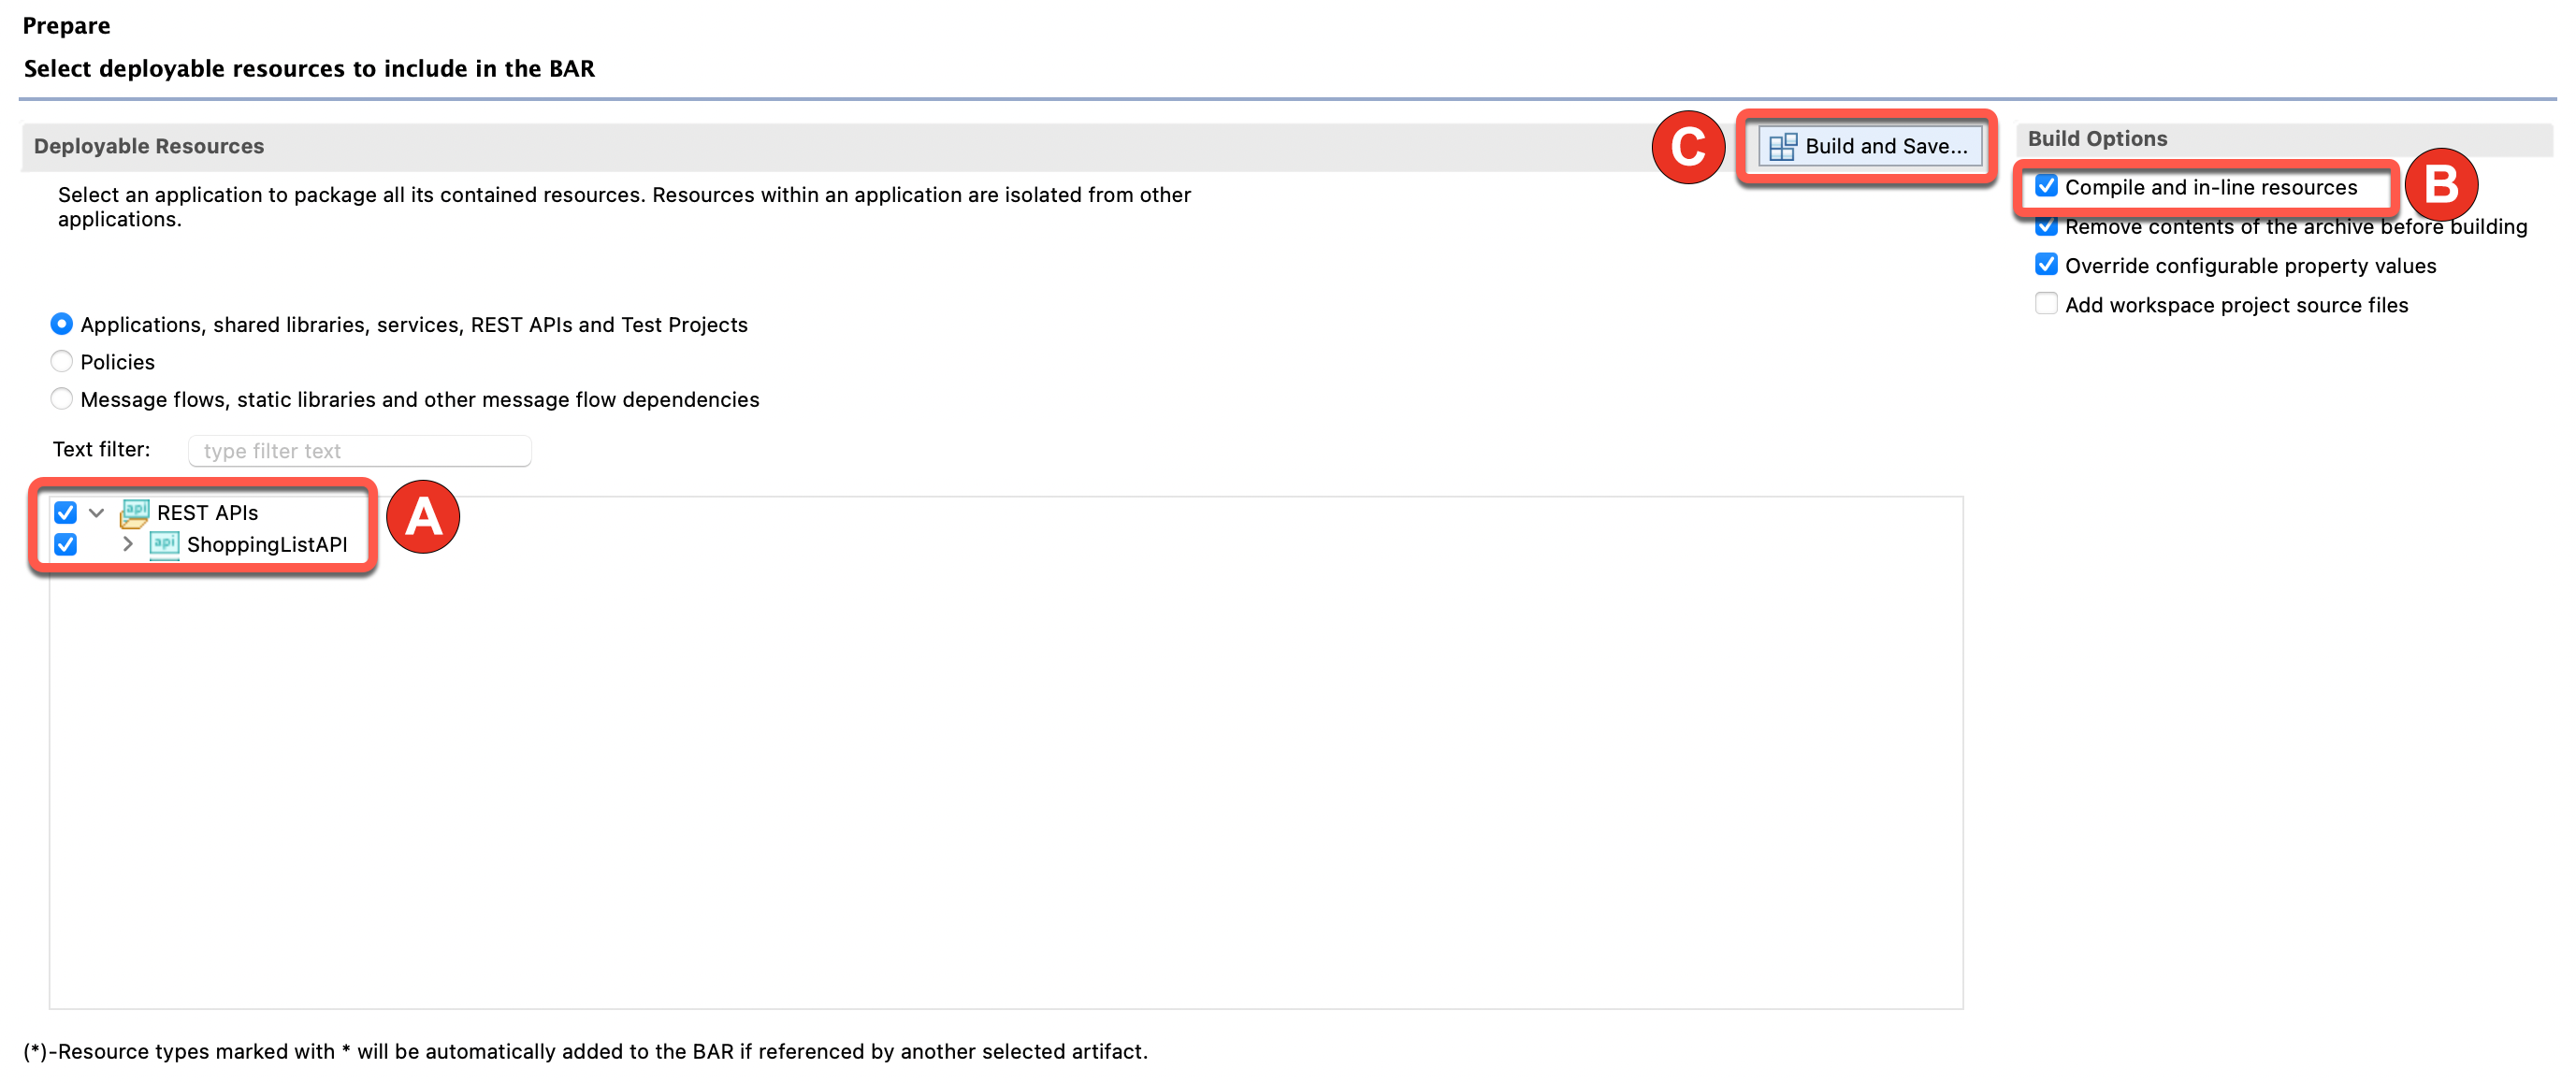 Prepare
Select deployable resources to include in the BAR
Deployable Resources
C
Build and Save...
Build Options
Select an application to package all its contained resources. Resources within an application are isolated from other
applications.
Compile and in-line resources
B
Remove contents of the archive before building
Override configurable property values
Add workspace project source files
Applications, shared libraries, services, REST APIs and Test Projects
Policies
Message flows, static libraries and other message flow dependencies
Text filter:
type filter text
api
REST APIs
A
api
ShoppingListAPI
(*)-Resource types marked with * will be automatically added to the BAR if referenced by another selected artifact.